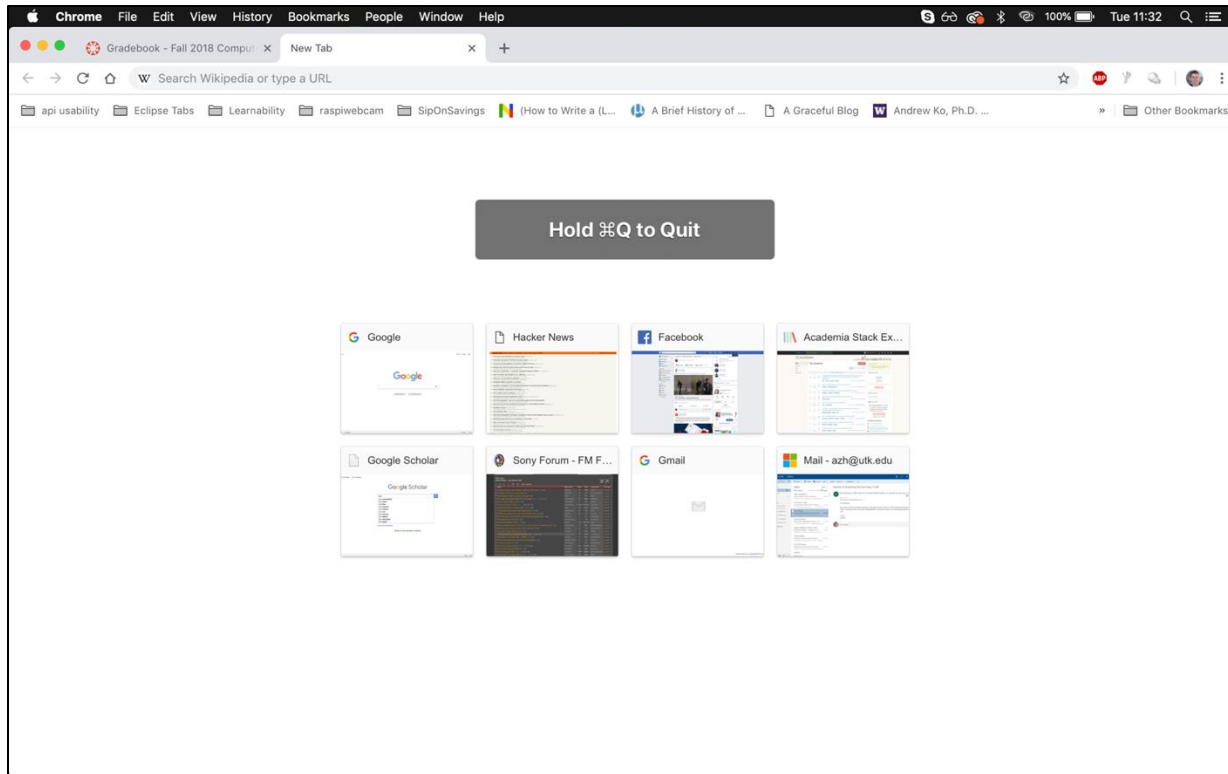 Chrome File Edit View History Bookmarks People Window Help 100% Tue 11:32
Gradebook - Fall 2018 Comput New Tab
W Search Wikipedia or type a URL ABP
api usability Eclipse Tabs Learnability raspiwebcam SipOnSavings (How to Write a (L... A Brief History of ... A Graceful Blog W Andrew Ko, Ph.D. ... » Other Bookmarks
Hold ⌘Q to Quit
Google Hacker News Facebook Academia Stack Ex...
Google
Google Scholar Sony Forum - FM F... Gmail Mail - azh@utk.edu
Google Scholar